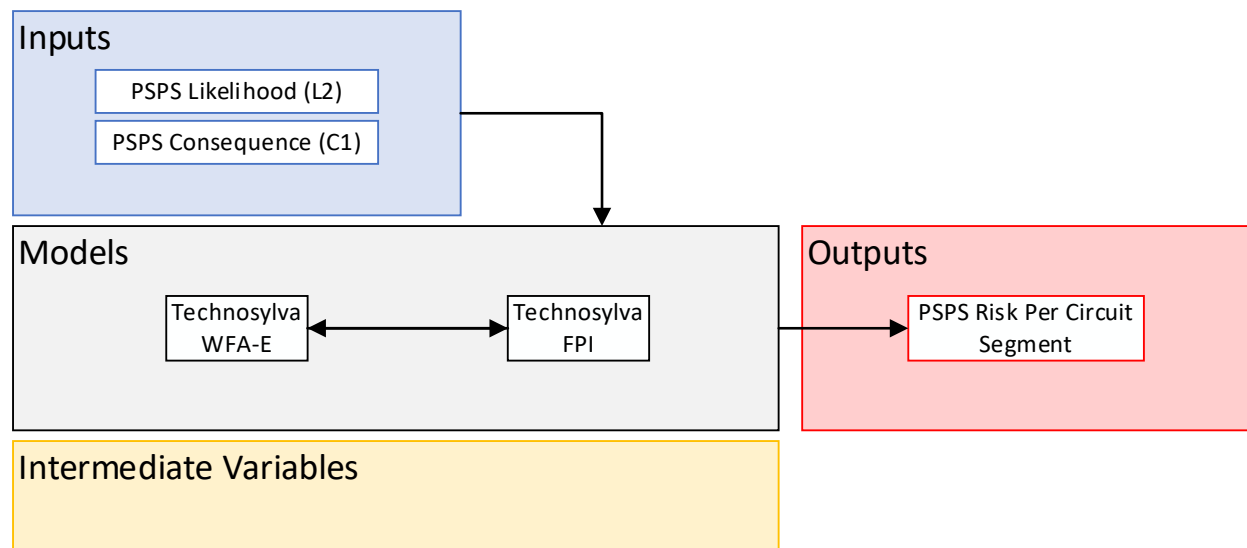 Inputs
PSPS Likelihood (L2)
PSPS Consequence (C1)
Models
Technosylva
WFA-E
Technosylva
FPI
Outputs
PSPS Risk Per Circuit
Segment
Intermediate Variables